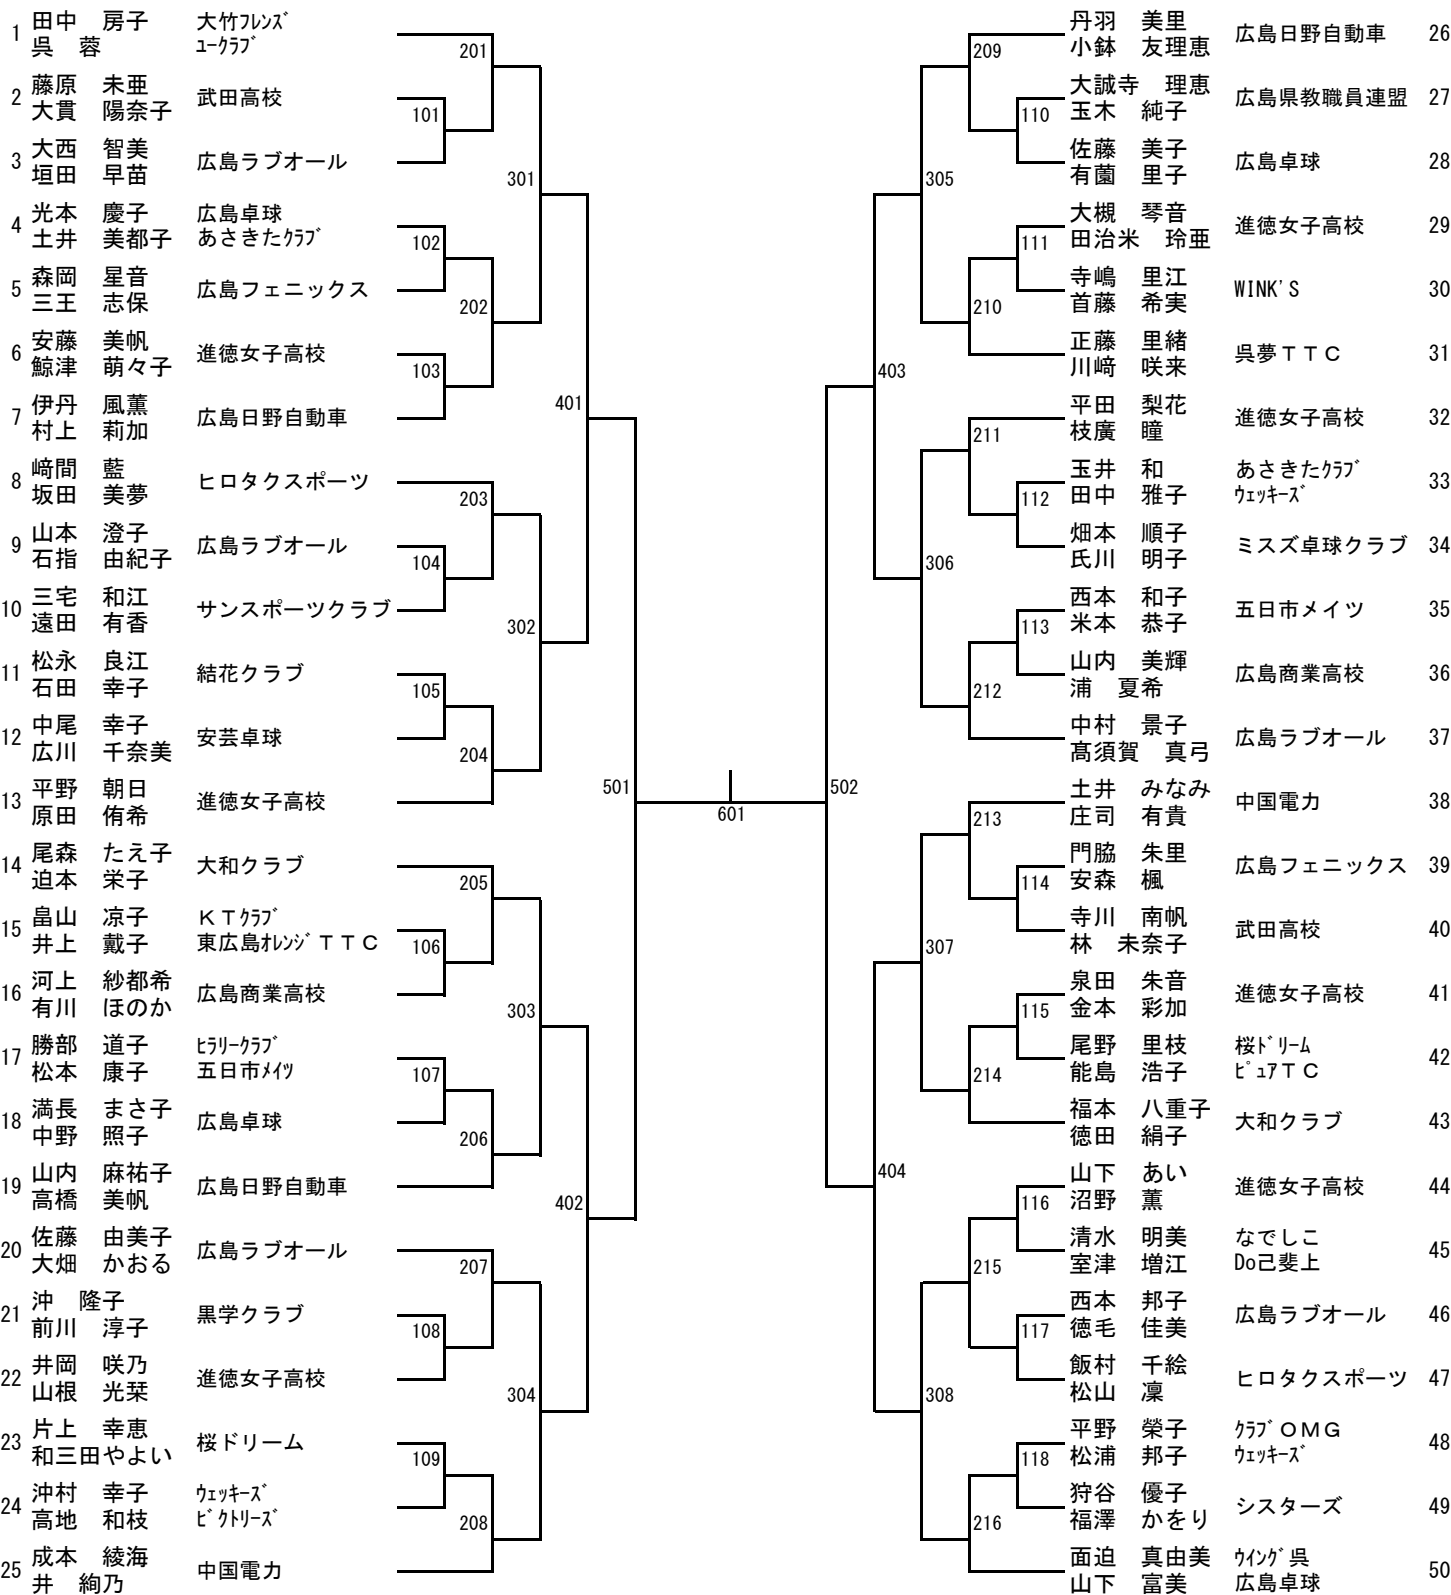 1 田中　房子 大竹ﾌﾚﾝｽﾞ
呉　蓉 ﾕｰｸﾗﾌﾞ
2 藤原　未亜 武田高校
大貫　陽奈子
3 大西　智美 広島ラブオール
垣田　早苗
4 光本　慶子 広島卓球
土井　美都子 あさきたｸﾗﾌﾞ
5 森岡　星音 広島フェニックス
三王　志保
6 安藤　美帆 進徳女子高校
鯨津　萌々子
7 伊丹　風薫 広島日野自動車
村上　莉加
8 﨑間　藍 ヒロタクスポーツ
坂田　美夢
9 山本　澄子 広島ラブオール
石指　由紀子
10 三宅　和江 サンスポーツクラブ
遠田　有香
11 松永　良江 結花クラブ
石田　幸子
12 中尾　幸子 安芸卓球
広川　千奈美
13 平野　朝日 進徳女子高校
原田　侑希
14 尾森　たえ子 大和クラブ
迫本　栄子
15 畠山　凉子 ＫＴｸﾗﾌﾞ
井上　戴子 東広島ｵﾚﾝｼﾞＴＴＣ
16 河上　紗都希 広島商業高校
有川　ほのか
17 勝部　道子 ﾋﾗﾘｰｸﾗﾌﾞ
松本　康子 五日市ﾒｲﾂ
18 満長　まさ子 広島卓球
中野　照子
19 山内　麻祐子 広島日野自動車
高橋　美帆
20 佐藤　由美子 広島ラブオール
大畑　かおる
21 沖　隆子 黒学クラブ
前川　淳子
22 井岡　咲乃 進徳女子高校
山根　光栞
23 片上　幸恵 桜ドリーム
和三田やよい
24 沖村　幸子 ｳｪｯｷｰｽﾞ
高地　和枝 ﾋﾞｸﾄﾘｰｽﾞ
25 成本　綾海 中国電力
井　絢乃
201
101
301
102
202
103
401
203
104
302
105
204
501
205
106
303
107
206
402
207
108
304
109
208
601
502
209
110
305
111
210
403
211
112
306
113
212
213
114
307
115
214
404
116
215
117
308
118
216
丹羽　美里 広島日野自動車 26
小鉢　友理恵
大誠寺　理恵 広島県教職員連盟 27
玉木　純子
佐藤　美子 広島卓球 28
有薗　里子
大槻　琴音 進徳女子高校 29
田治米　玲亜
寺嶋　里江 WINK'S 30
首藤　希実
正藤　里緒 呉夢ＴＴＣ 31
川﨑　咲来
平田　梨花 進徳女子高校 32
枝廣　瞳
玉井　和 あさきたｸﾗﾌﾞ 33
田中　雅子 ｳｪｯｷｰｽﾞ
畑本　順子 ミスズ卓球クラブ 34
氏川　明子
西本　和子 五日市メイツ 35
米本　恭子
山内　美輝 広島商業高校 36
浦　夏希
中村　景子 広島ラブオール 37
髙須賀　真弓
土井　みなみ 中国電力 38
庄司　有貴
門脇　朱里 広島フェニックス 39
安森　楓
寺川　南帆 武田高校 40
林　未奈子
泉田　朱音 進徳女子高校 41
金本　彩加
尾野　里枝 桜ﾄﾞﾘｰﾑ 42
能島　浩子 ﾋﾟｭｱＴＣ
福本　八重子 大和クラブ 43
徳田　絹子
山下　あい 進徳女子高校 44
沼野　薫
清水　明美 なでしこ 45
室津　増江 Do己斐上
西本　邦子 広島ラブオール 46
徳毛　佳美
飯村　千絵 ヒロタクスポーツ 47
松山　凜
平野　榮子 ｸﾗﾌﾞＯＭＧ 48
松浦　邦子 ｳｪｯｷｰｽﾞ
狩谷　優子 シスターズ 49
福澤　かをり
面迫　真由美 ｳｲﾝｸﾞ呉 50
山下　富美 広島卓球